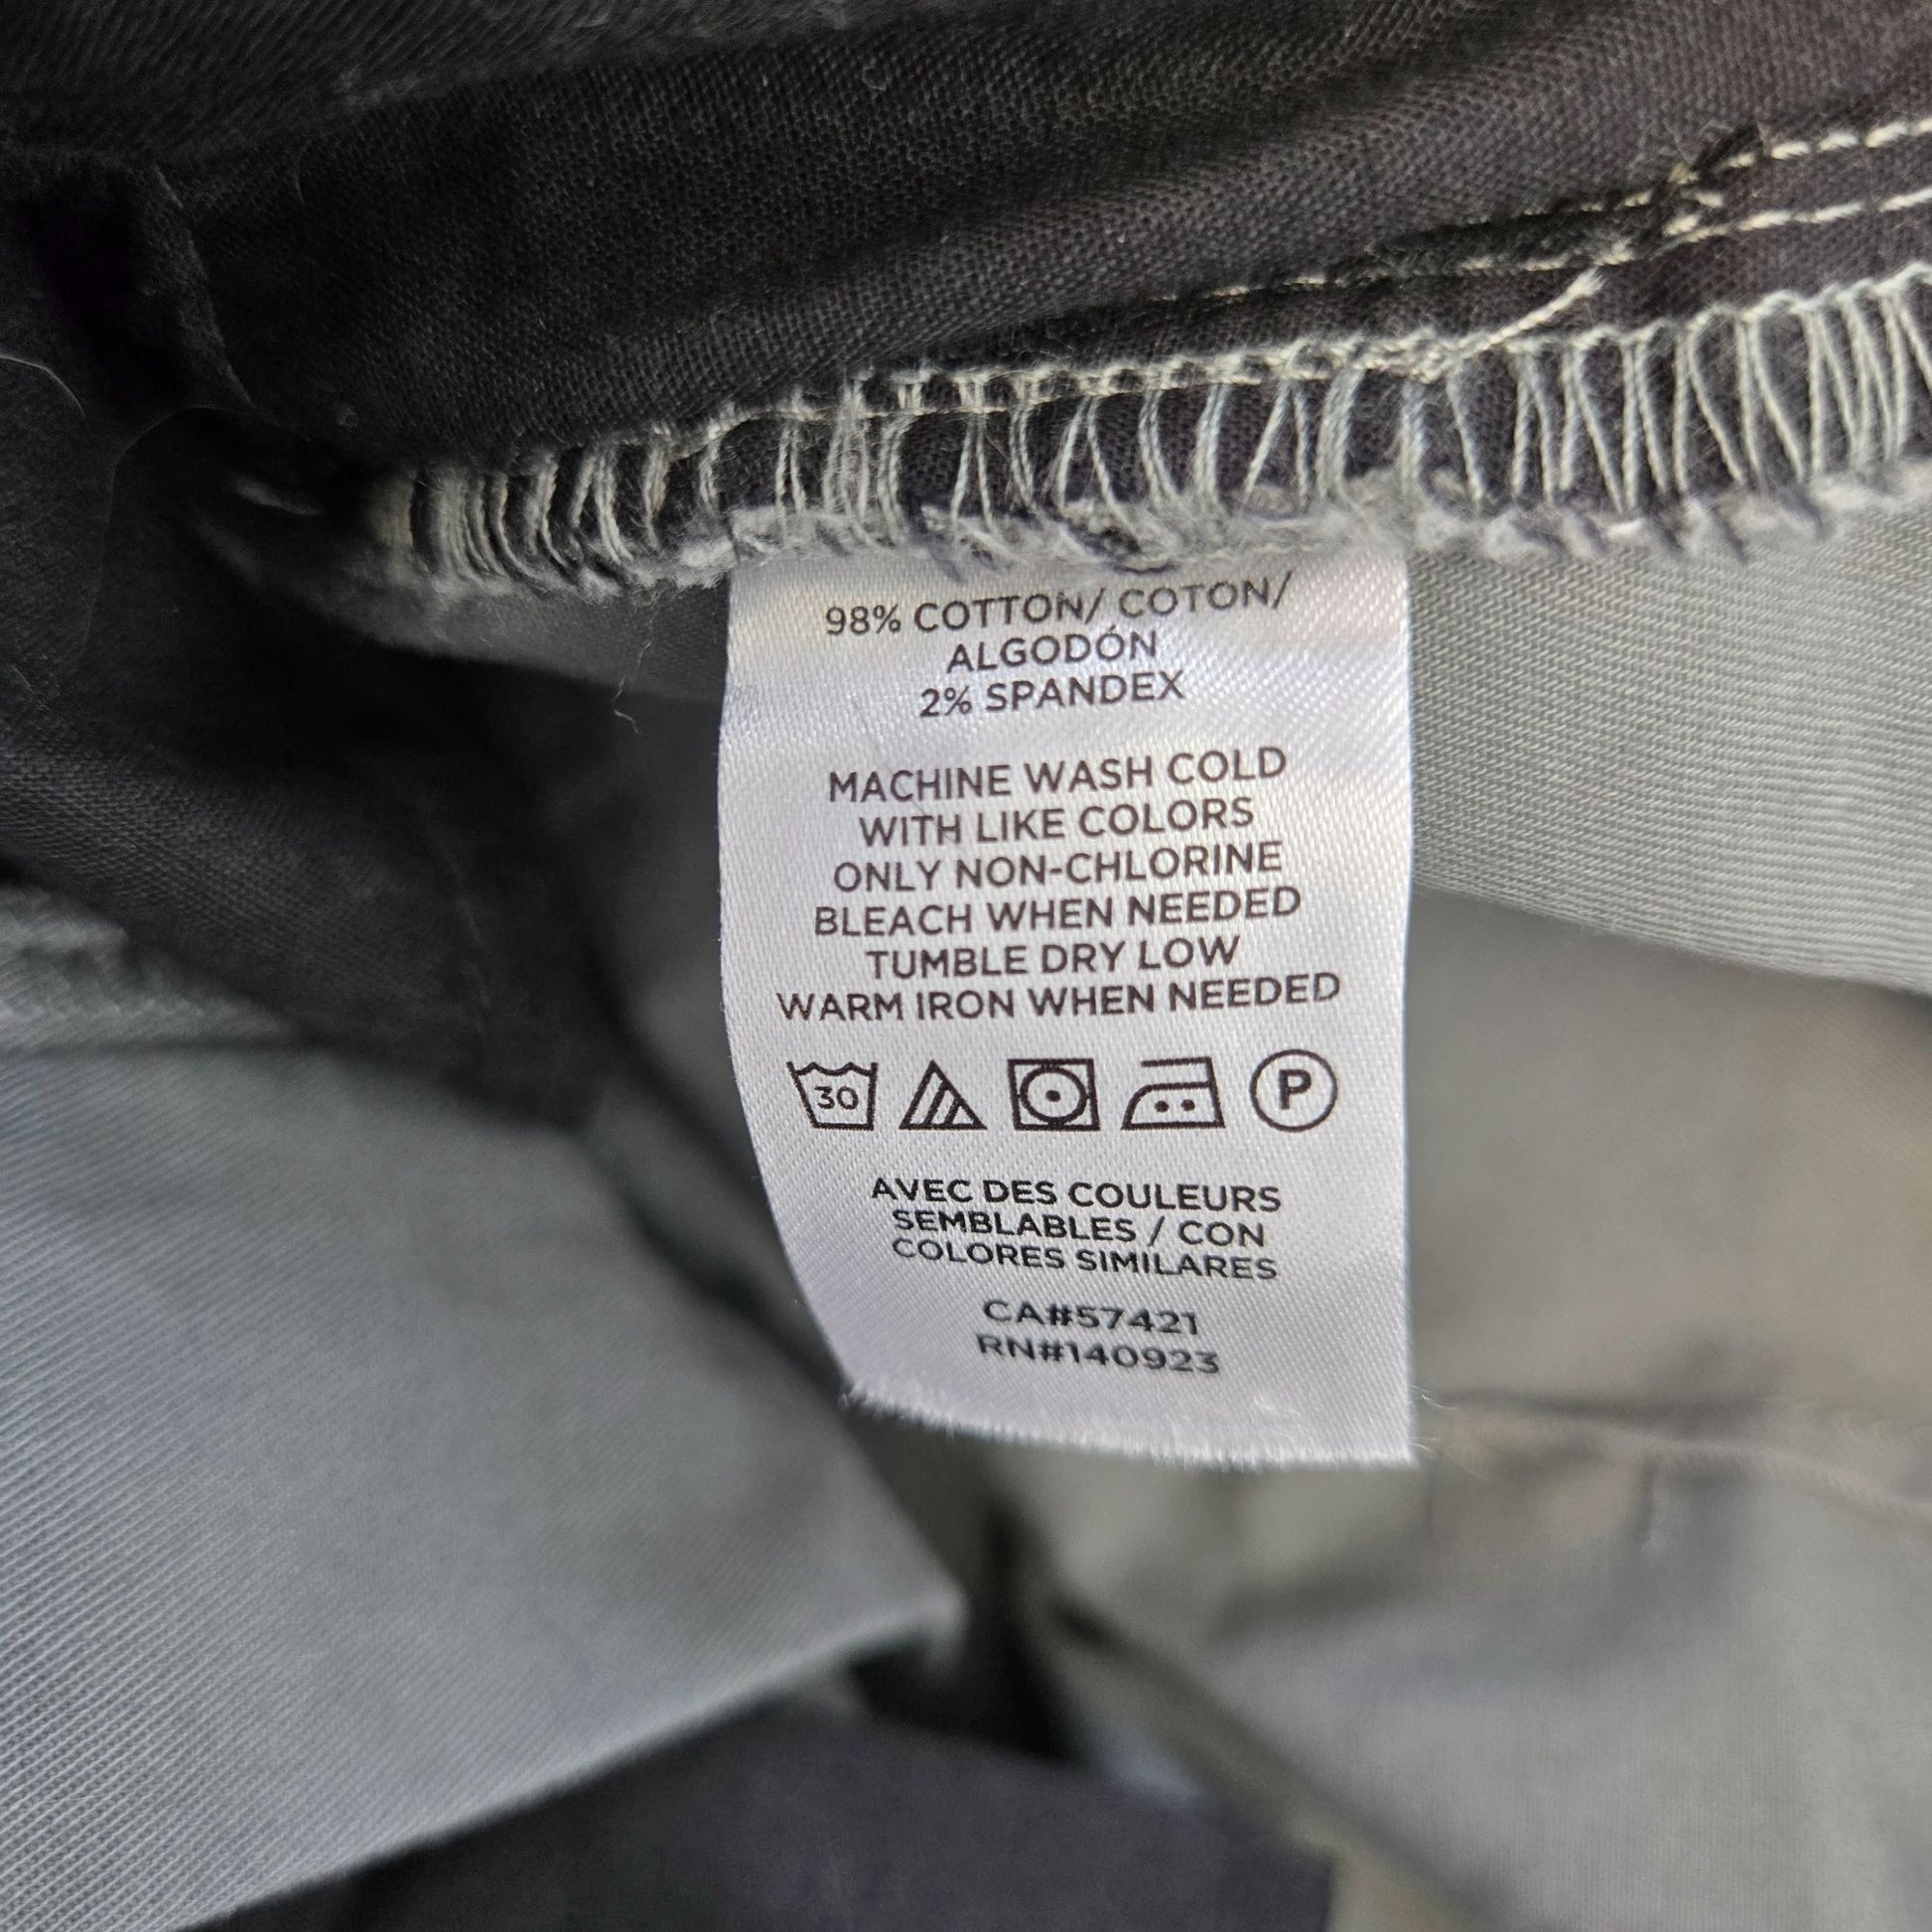 98% COTTON/ COTON/
ALGODÓN
2% SPANDEX
MACHINE WASH COLD
WITH LIKE COLORS
ONLY NON-CHLORINE
BLEACH WHEN NEEDED
TUMBLE DRY LOW
WARM IRON WHEN NEEDED
30 P
AVEC DES COULEURS
SEMBLABLES / CON
COLORES SIMILARES
CA#57421
RN#140923